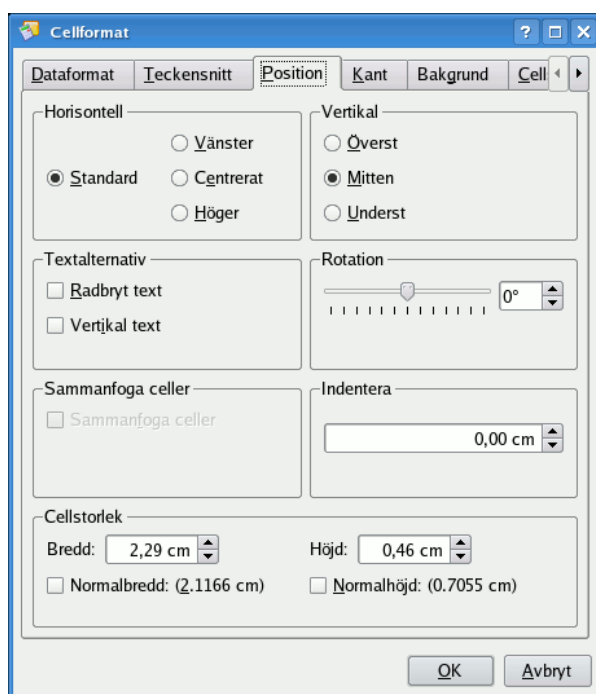 Cellformat
Dataformat Teckensnitt Position Kant Bakgrund Cell
Horisontell
Vänster
Standard Centrerat
Höger
Vertikal
Överst
Mitten
Underst
Textalternativ
Radbryt text
Vertikal text
Rotation
0°
Sammanfoga celler
Sammanfoga celler
Indentera
0,00 cm
Cellstorlek
Bredd: 2,29 cm Höjd: 0,46 cm
Normalbredd: (2.1166 cm) Normalhöjd: (0.7055 cm)
OK Avbryt